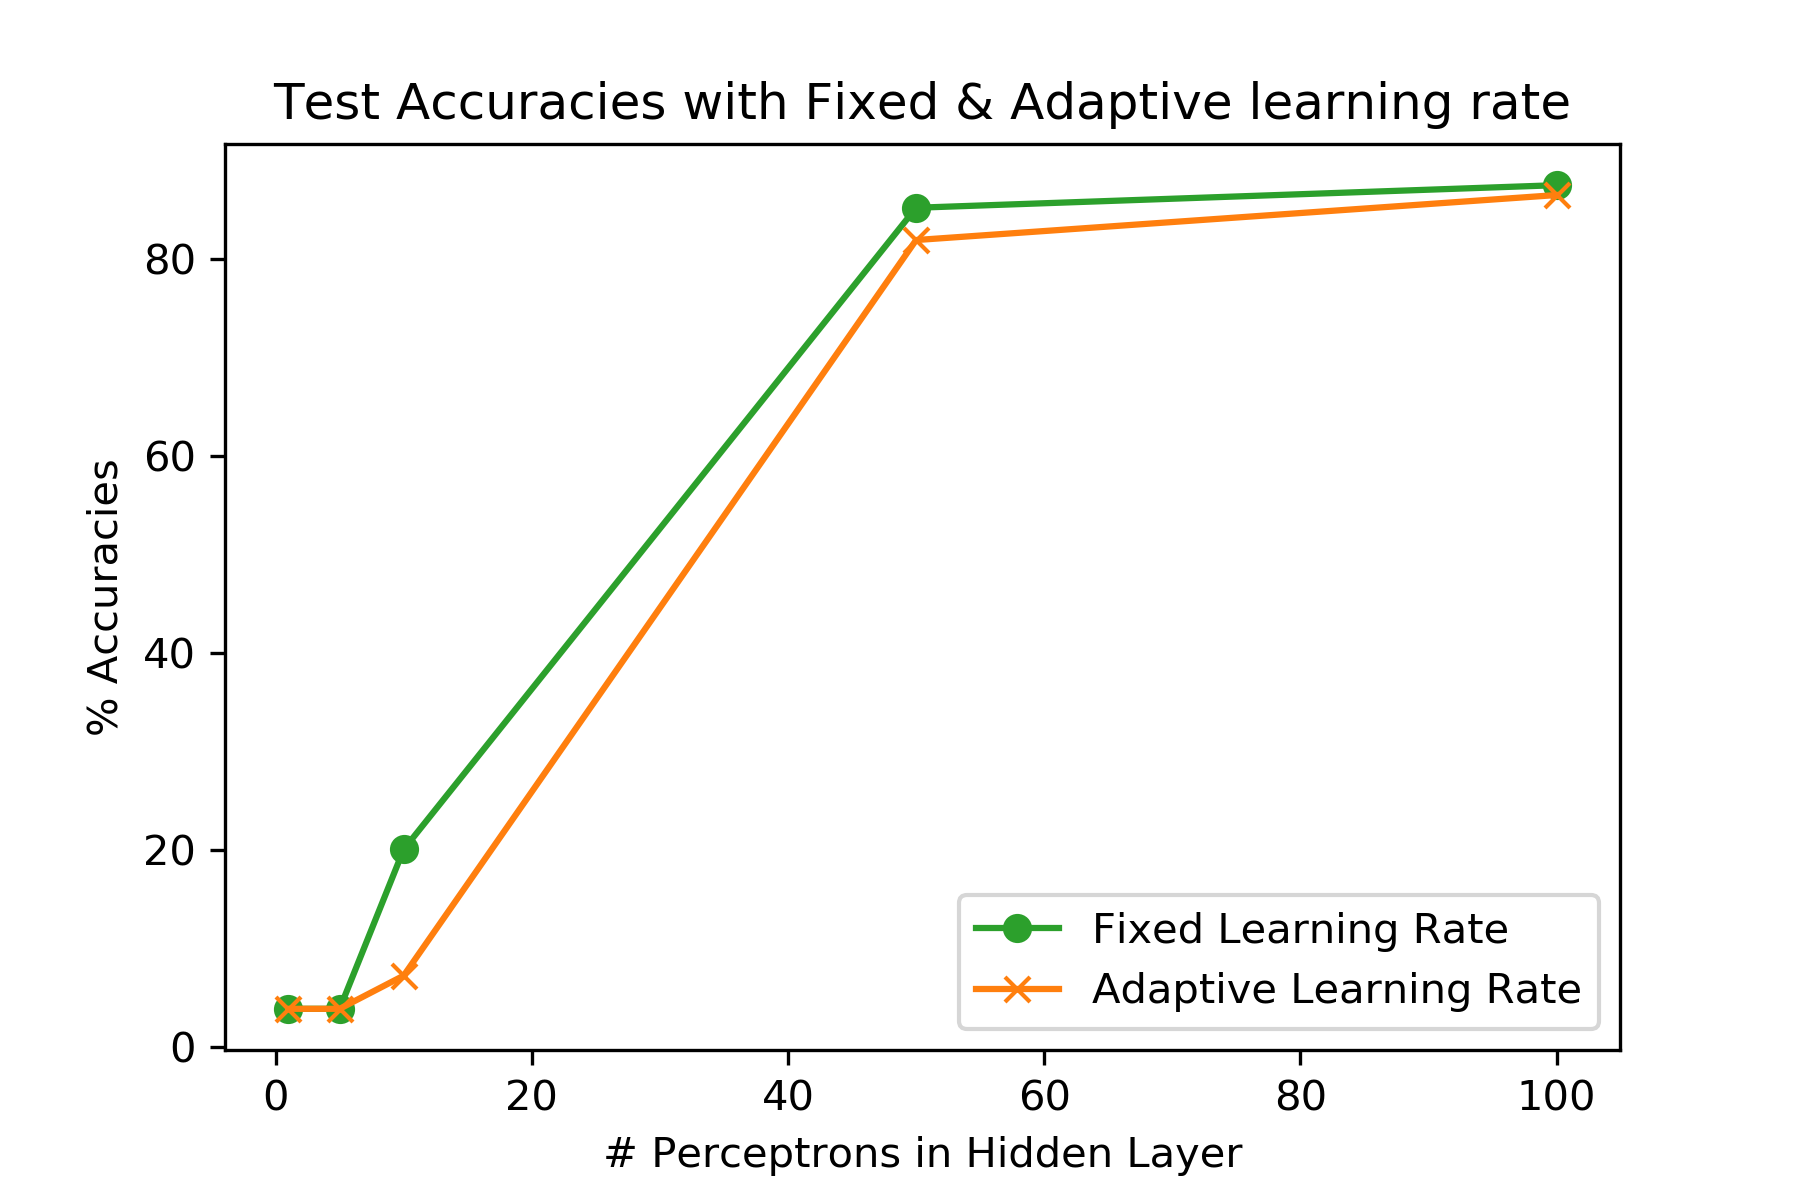 Test Accuracies with Fixed & Adaptive learning rate
% Accuracies
80
60
40
20
0
0 20 40 60 80 100
# Perceptrons in Hidden Layer
Fixed Learning Rate
Adaptive Learning Rate